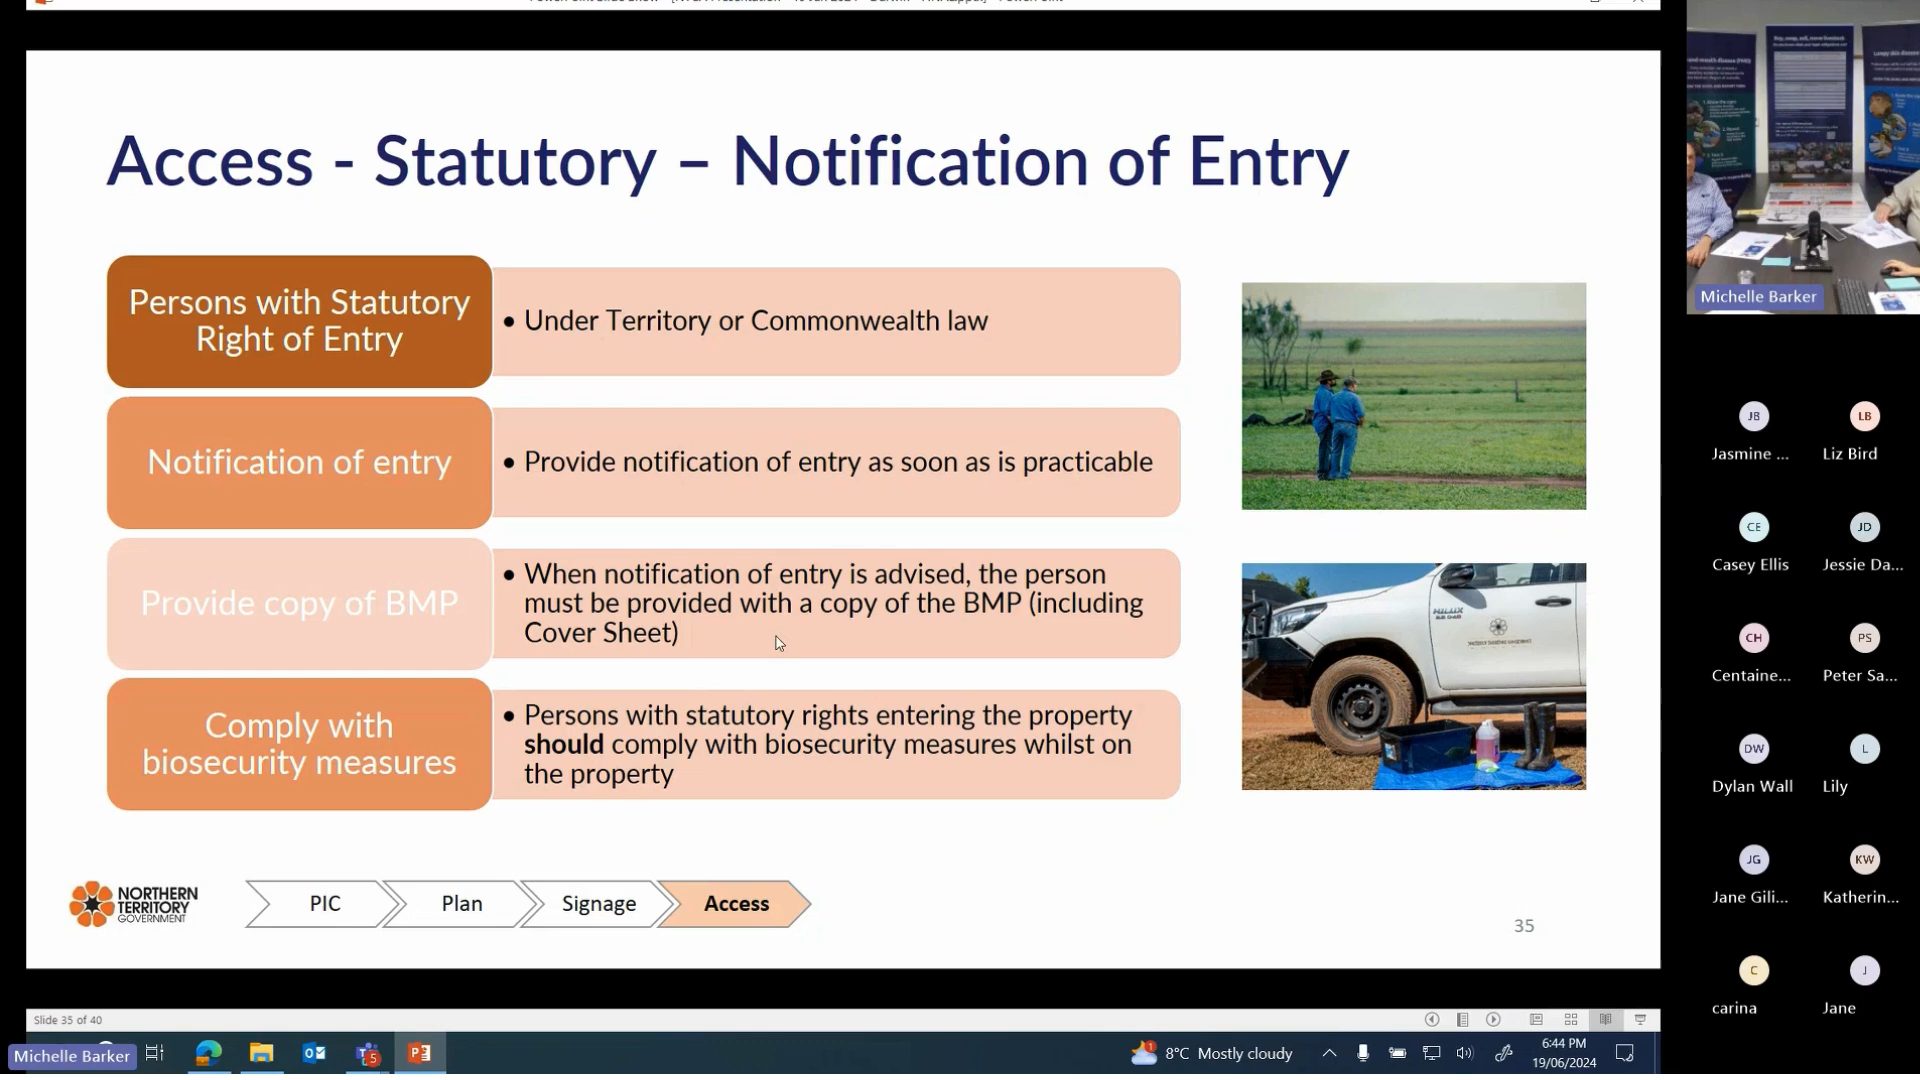 Access - Statutory – Notification of Entry
Persons with Statutory
Right of Entry
• Under Territory or Commonwealth law
Notification of entry
• Provide notification of entry as soon as is practicable
Provide copy of BMP
• When notification of entry is advised, the person
must be provided with a copy of the BMP (including
Cover Sheet)
Comply with
biosecurity measures
• Persons with statutory rights entering the property
should comply with biosecurity measures whilst on
the property
HILUX
NORTHERN
TERRITORY
GOVERNMENT
PIC
Plan
Signage
Access
35
Michelle Barker
JB
LB
Jasmine ...
Liz Bird
CE
JD
Casey Ellis
Jessie Da...
CH
PS
Centaine...
Peter Sa...
DW
L
Dylan Wall
Lily
JG
KW
Jane Gili...
Katherin...
C
J
carina
Jane
Slide 35 of 40
Michelle Barker
5
1
8°C Mostly cloudy
6:44 PM
19/06/2024